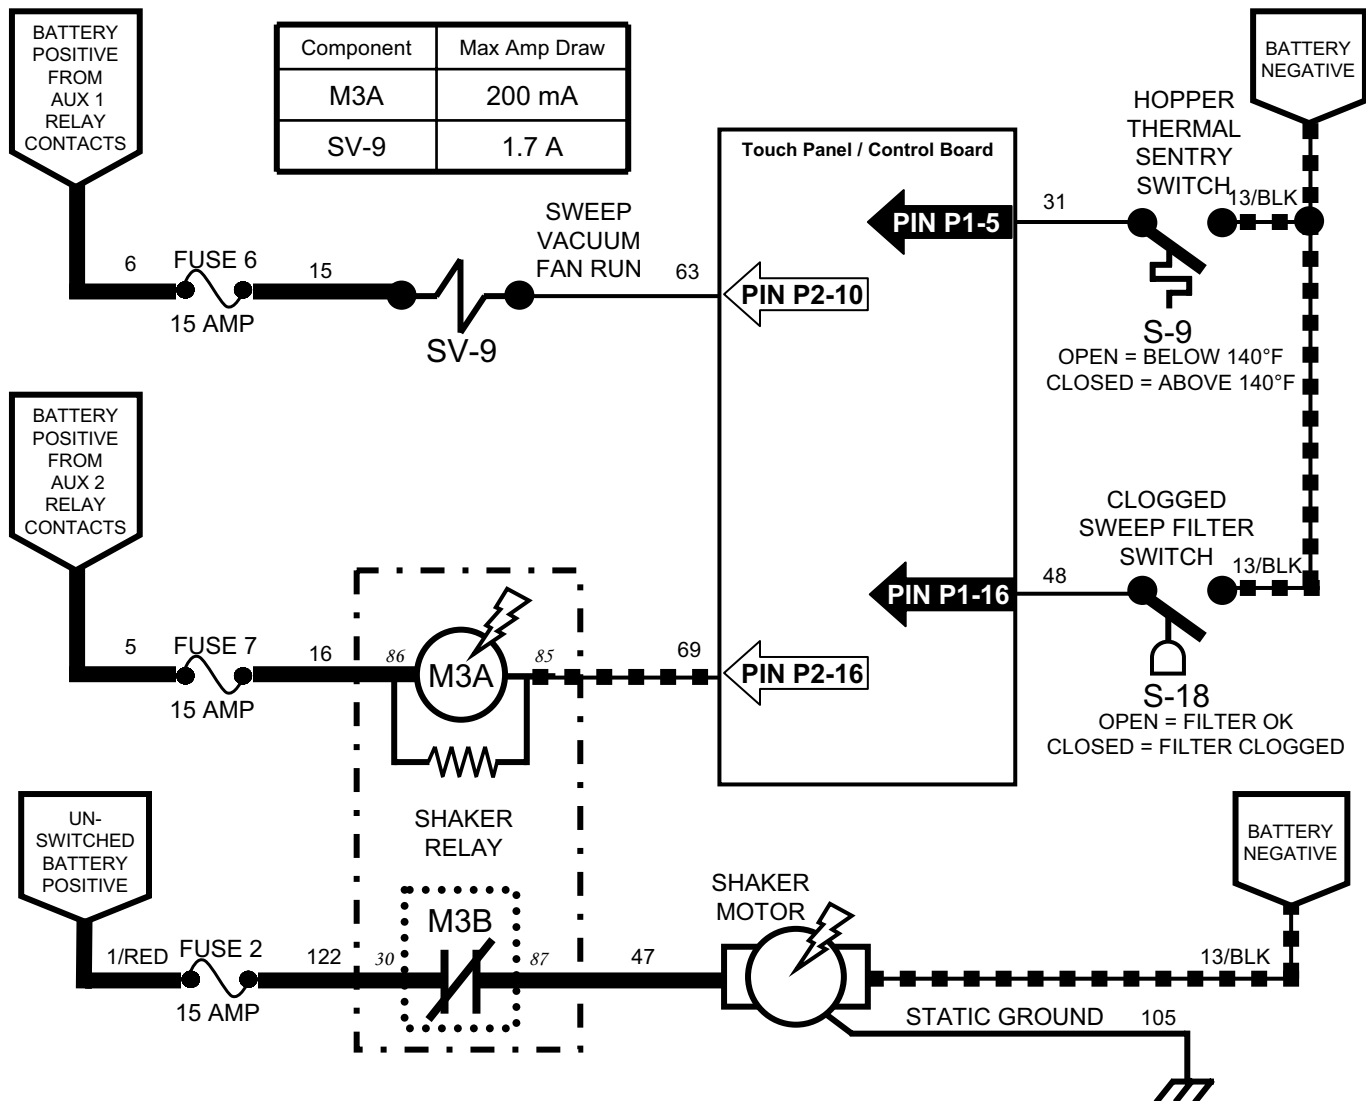 BATTERY
POSITIVE
FROM
AUX 1
RELAY
CONTACTS
Component Max Amp Draw
M3A 200 mA
SV-9 1.7 A
BATTERY
NEGATIVE
Touch Panel / Control Board
HOPPER
THERMAL
SENTRY
SWITCH
13/BLK
31
PIN P1-5
SWEEP
VACUUM
FAN RUN
6
FUSE 6
15 AMP
15
SV-9
63
PIN P2-10
S-9
OPEN = BELOW 140°F
CLOSED = ABOVE 140°F
BATTERY
POSITIVE
FROM
AUX 2
RELAY
CONTACTS
CLOGGED
SWEEP FILTER
SWITCH
13/BLK
48
PIN P1-16
5
FUSE 7
15 AMP
16
86
M3A
85
69
PIN P2-16
S-18
OPEN = FILTER OK
CLOSED = FILTER CLOGGED
SHAKER
RELAY
UN-
SWITCHED
BATTERY
POSITIVE
BATTERY
NEGATIVE
SHAKER
MOTOR
1/RED
FUSE 2
15 AMP
122
30
M3B
87
47
13/BLK
STATIC GROUND
105